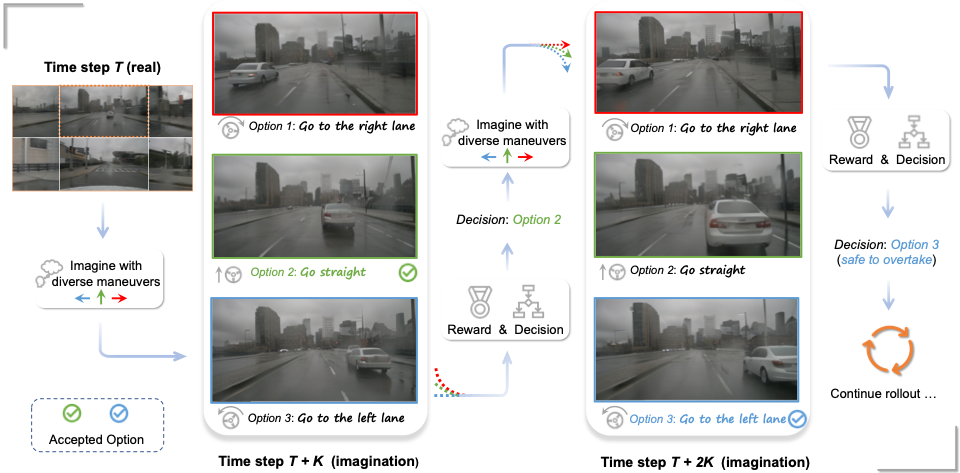 Time step T (real)
Imagine with
diverse maneuvers
Accepted Option
Option 1: Go to the right lane
Option 2: Go straight
Option 3: Go to the left lane
Time step T + K (imagination)
Reward & Decision
Decision: Option 2
Imagine with
diverse maneuvers
Option 1: Go to the right lane
Option 2: Go straight
Option 3: Go to the left lane
Time step T + 2K (imagination)
Reward & Decision
Decision: Option 3
(safe to overtake)
Continue rollout ...